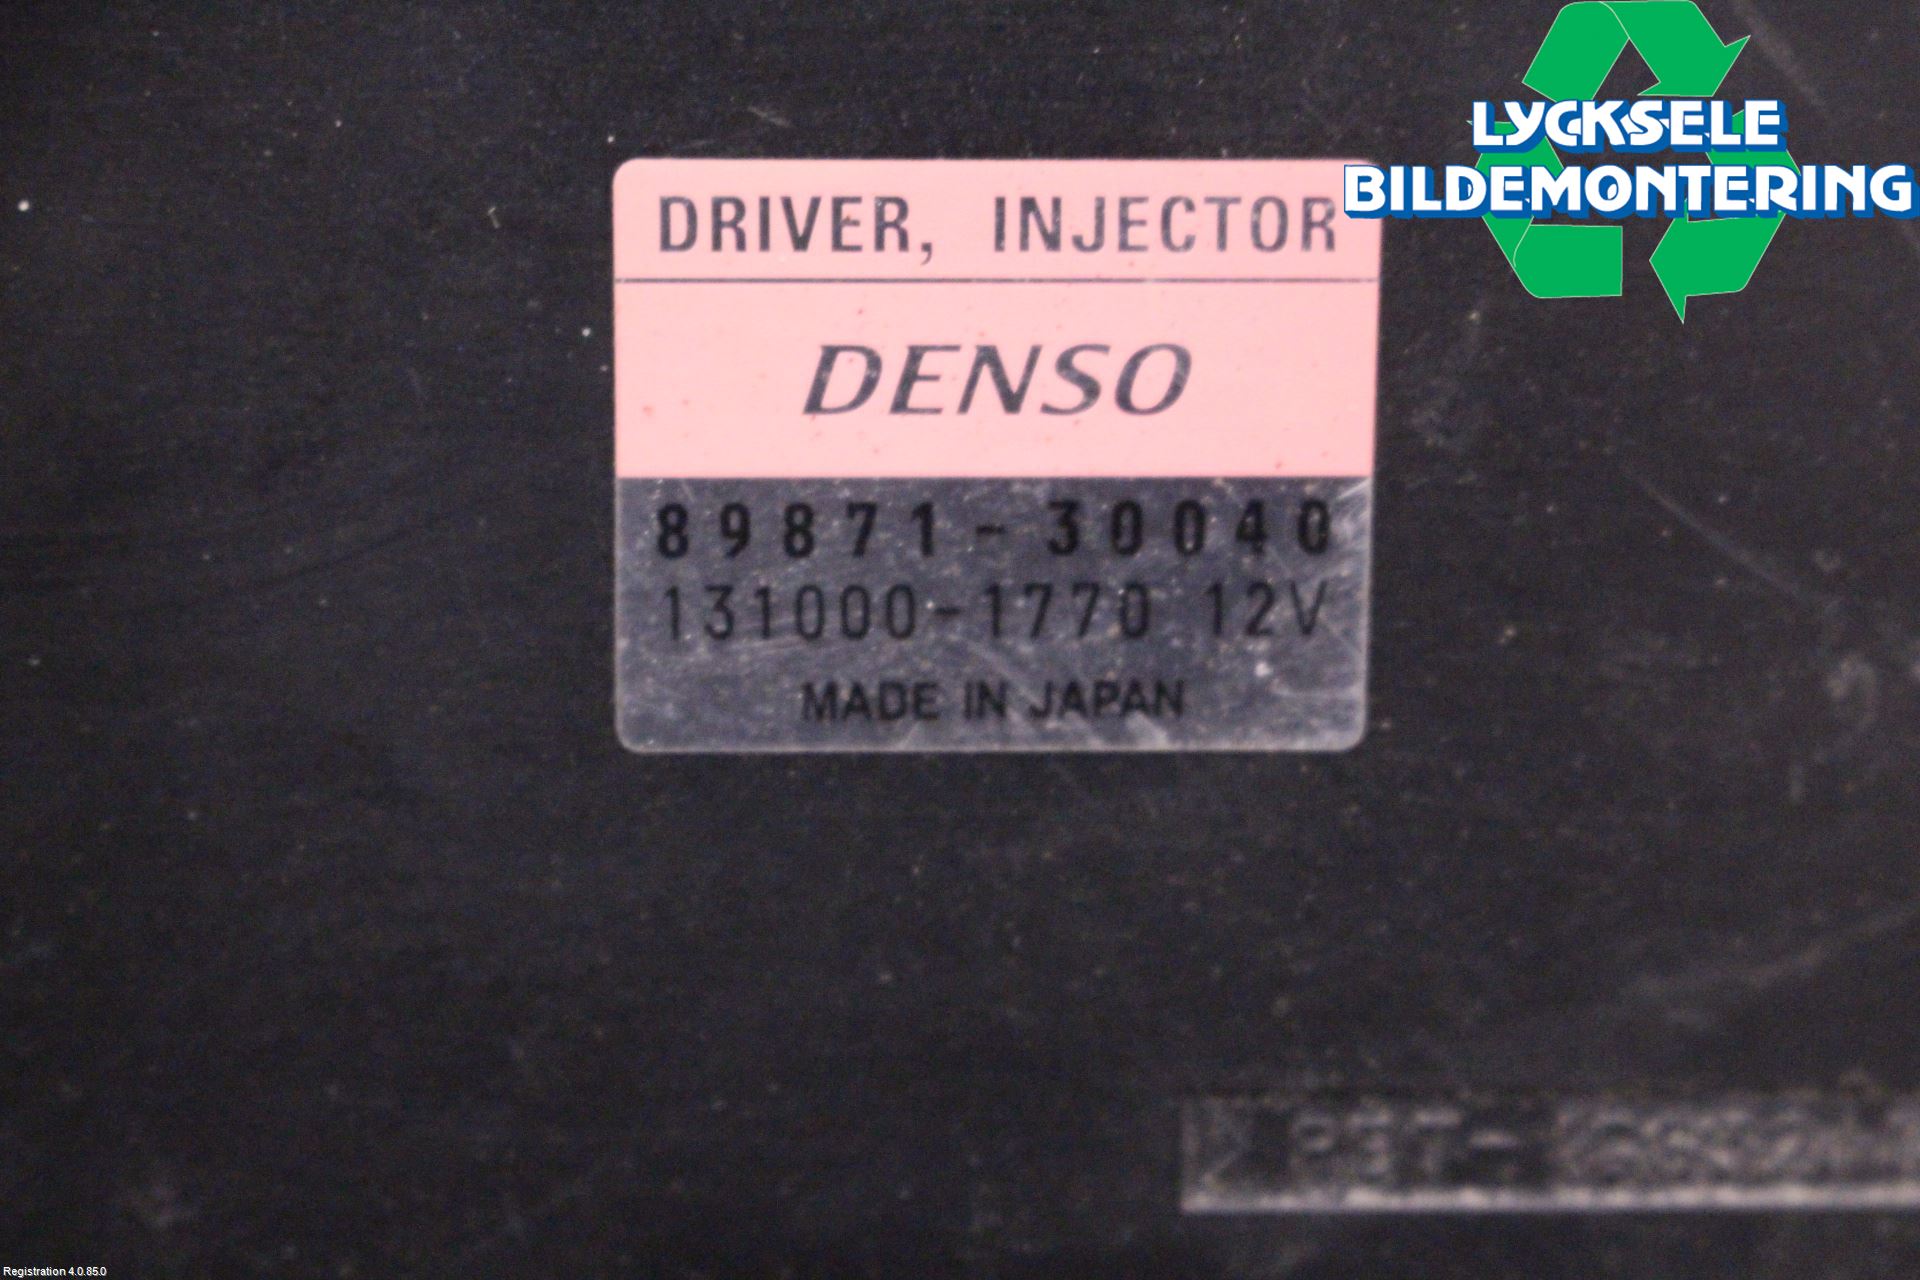 LYCKSELE
BILDEMONTERING
DRIVER, INJECTOR
DENSO
89871-30040
131000-1770 12V
MADE IN JAPAN
Registration 4.0.85.0